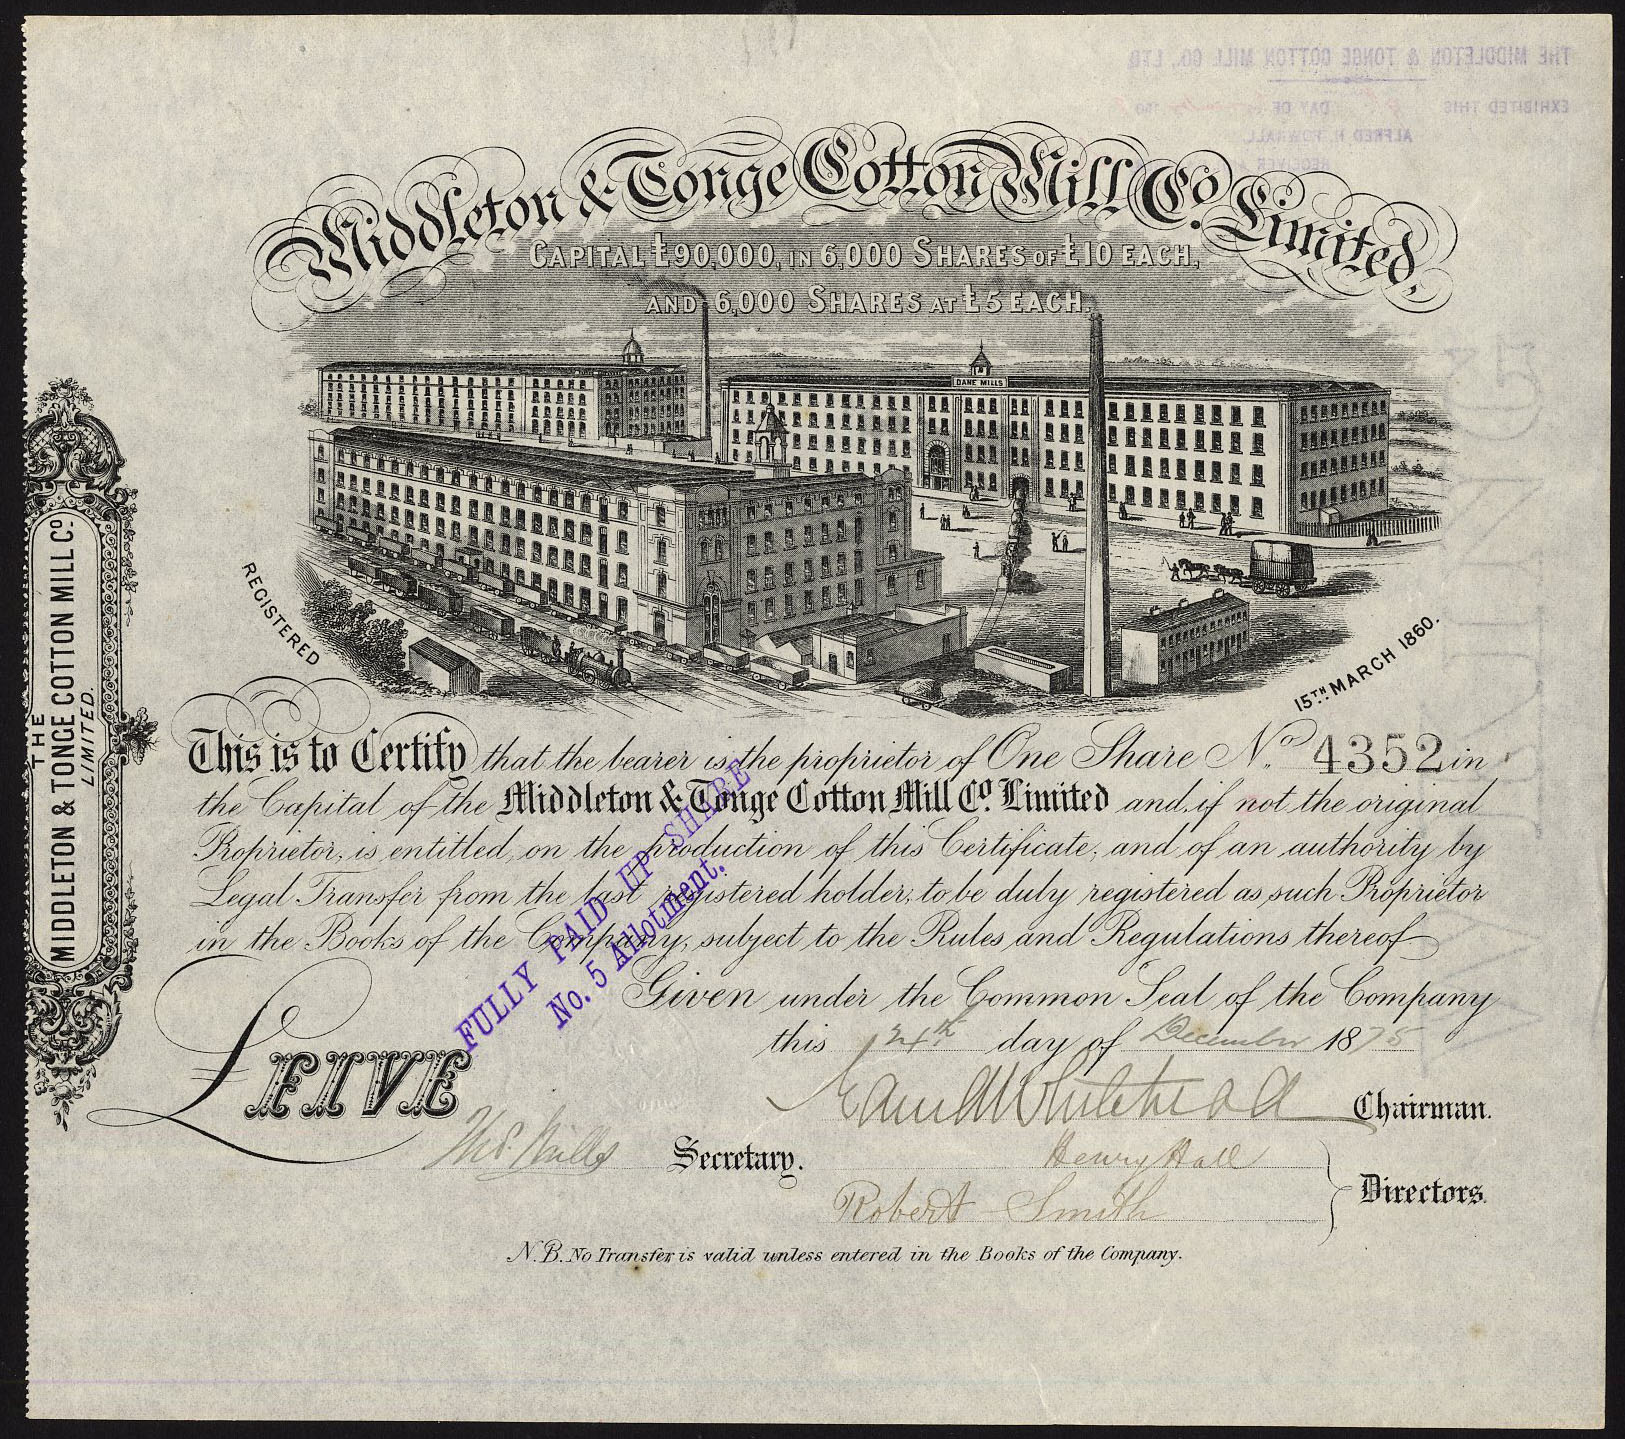 THE MIDDLETON & TONGE COTTON MILL CO., LTD
EXHIBITED THIS DAY OF 190
ALFRED H POWNALL
RECEIVER
Middleton & Tonge Cotton Mill Co. Limited,
CAPITAL £90,000, IN 6,000 SHARES OF £10 EACH,
AND 6,000 SHARES AT £5 EACH.
DANE MILLS
REGISTERED
15TH MARCH 1860.
THE
MIDDLETON & TONGE COTTON MILL CO.
LIMITED.
This is to Certify that the bearer is the proprietor of One Share No. 4352 in
the Capital of the Middleton & Tonge Cotton Mill Co. Limited and, if not the original
Proprietor, is entitled, on the production of this Certificate, and of an authority by
Legal Transfer from the last registered holder, to be duly registered as such Proprietor
in the Books of the Company, subject to the Rules and Regulations thereof
FULLY PAID UP SHARE
No. 5 Allotment.
Given under the Common Seal of the Company
this 24th day of December 1875
£ FIVE
Whitehead Chairman.
Thos. Mills Secretary.
Henry Hall
Robert Smith
Directors.
N.B. No Transfer is valid unless entered in the Books of the Company.